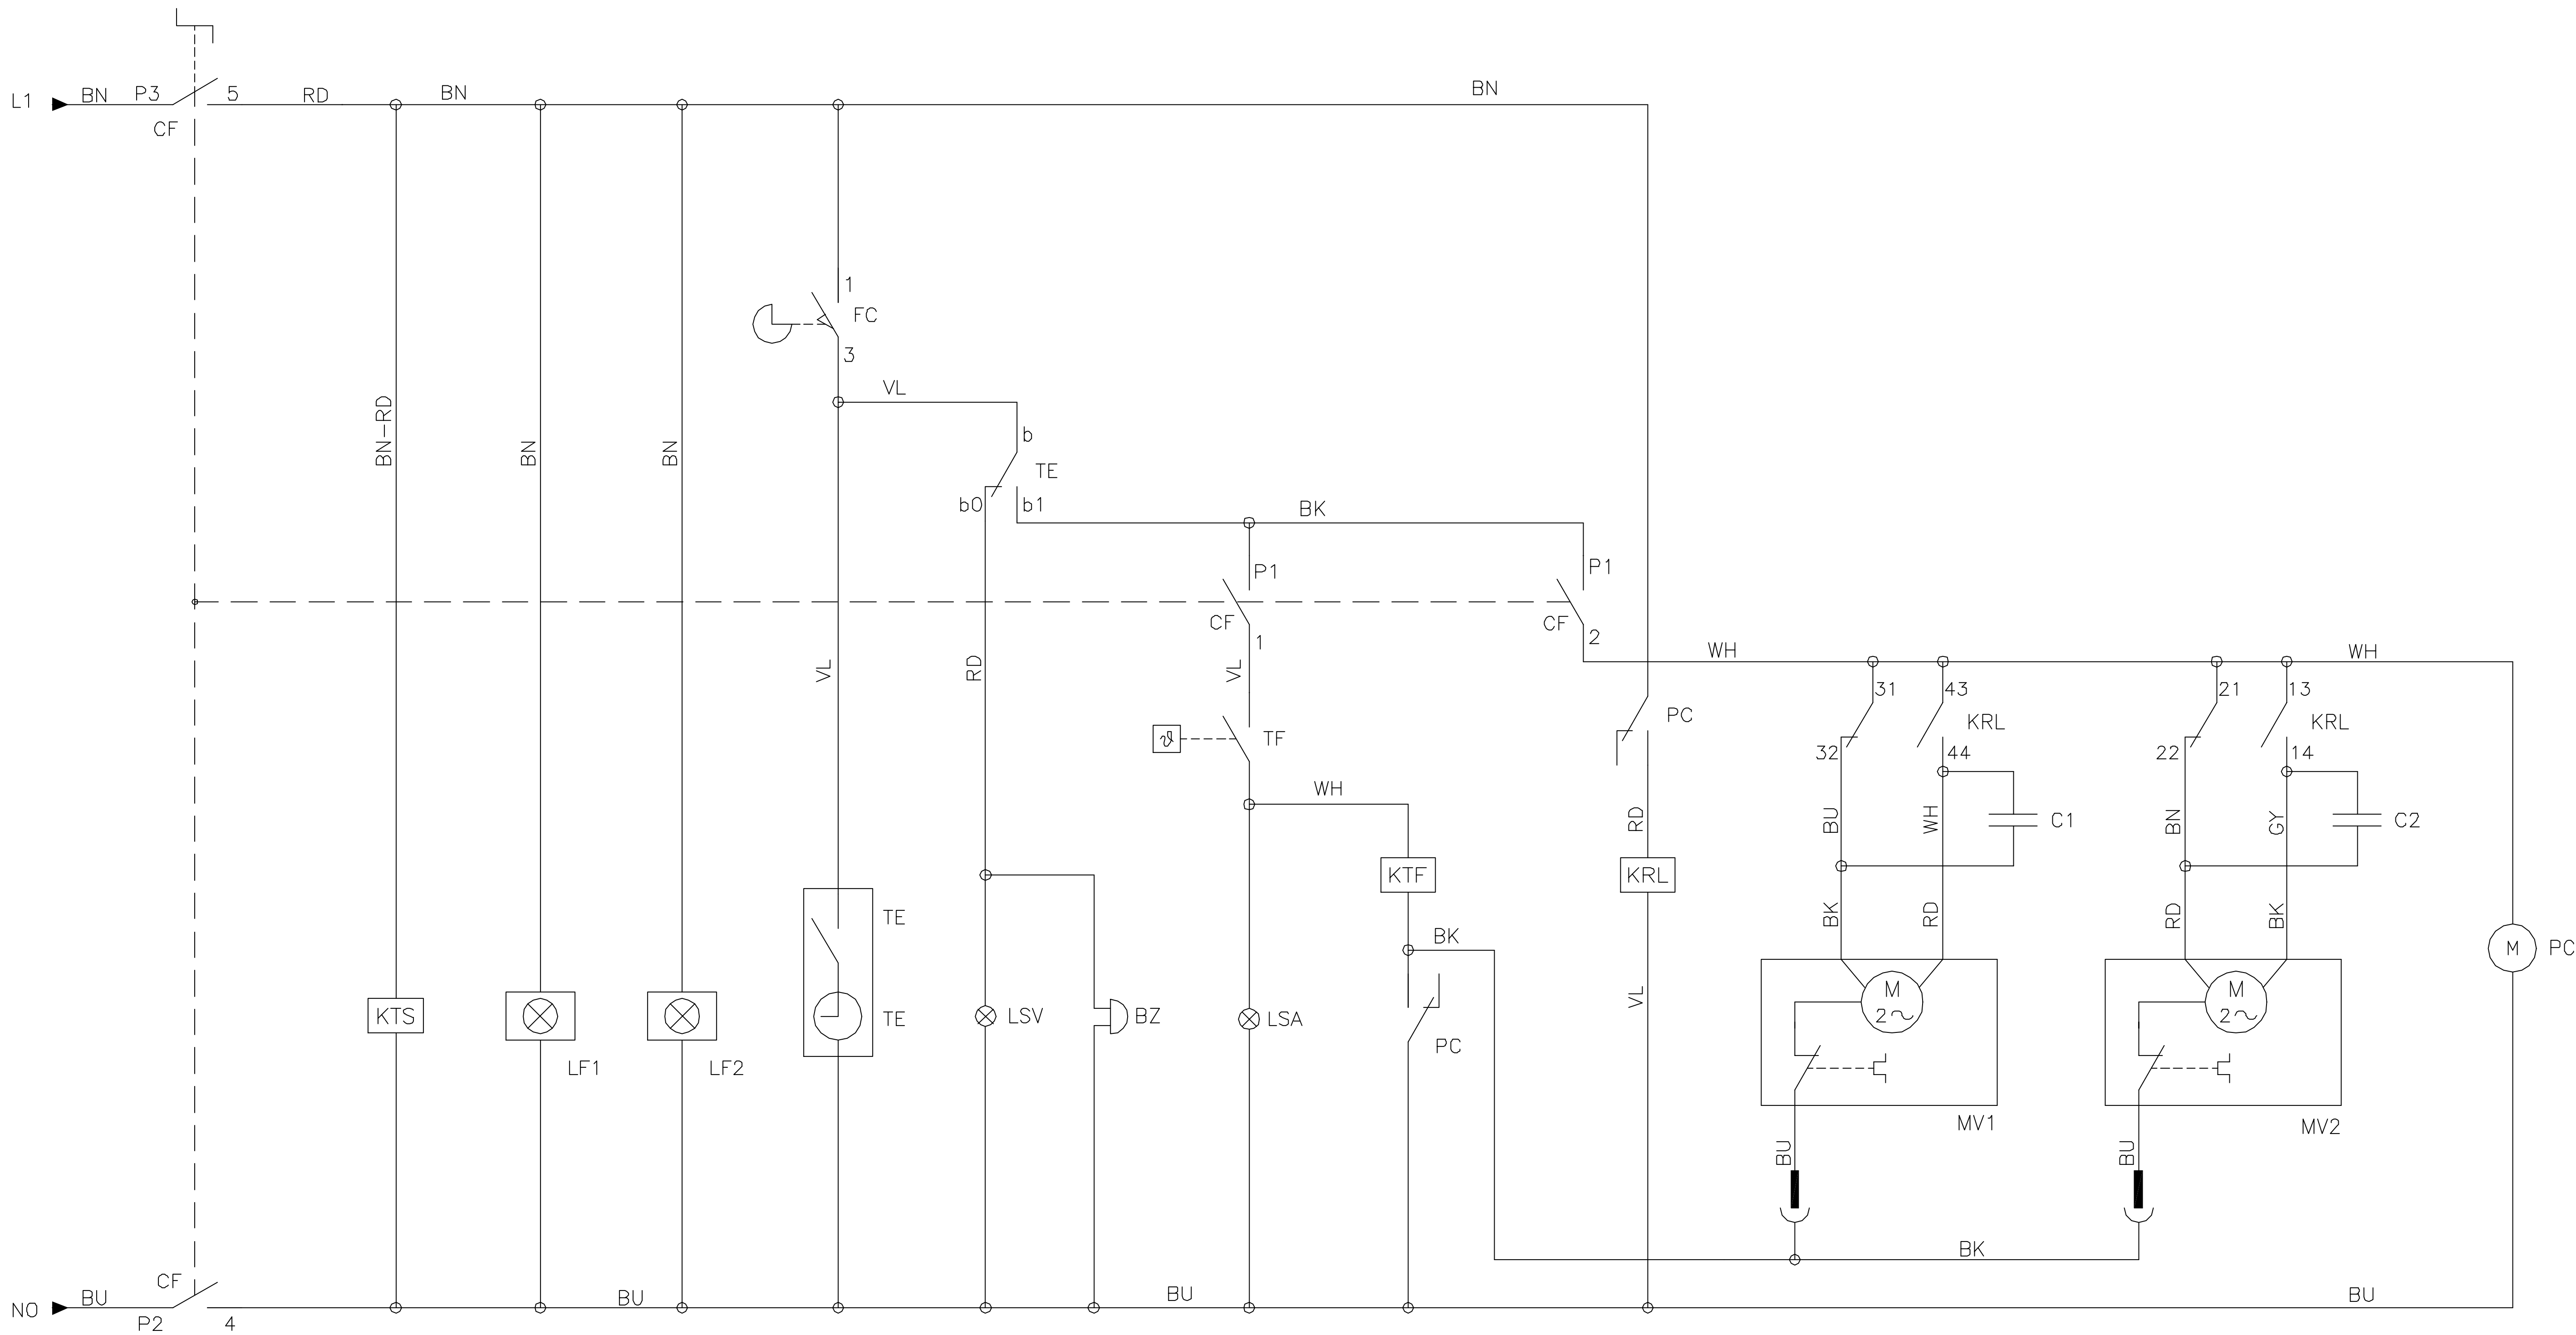 L1 BN P3 5 RD BN BN
CF
1
FC
3
VL
BN-RD BN BN
b
TE
b0 b1
BK
P1 P1
CF 1 CF 2
VL RD VL
WH WH
31 43 21 13
PC
TF KRL KRL
32 44 22 14
WH
RD BU WH C1 BN GY C2
KTF KRL
TE BK RD RD BK
BK
M PC
KTS TE LSV BZ LSA VL M 2 M 2
PC
LF1 LF2
MV1 MV2
BU BU
BK
CF
NO BU P2 4 BU BU BU